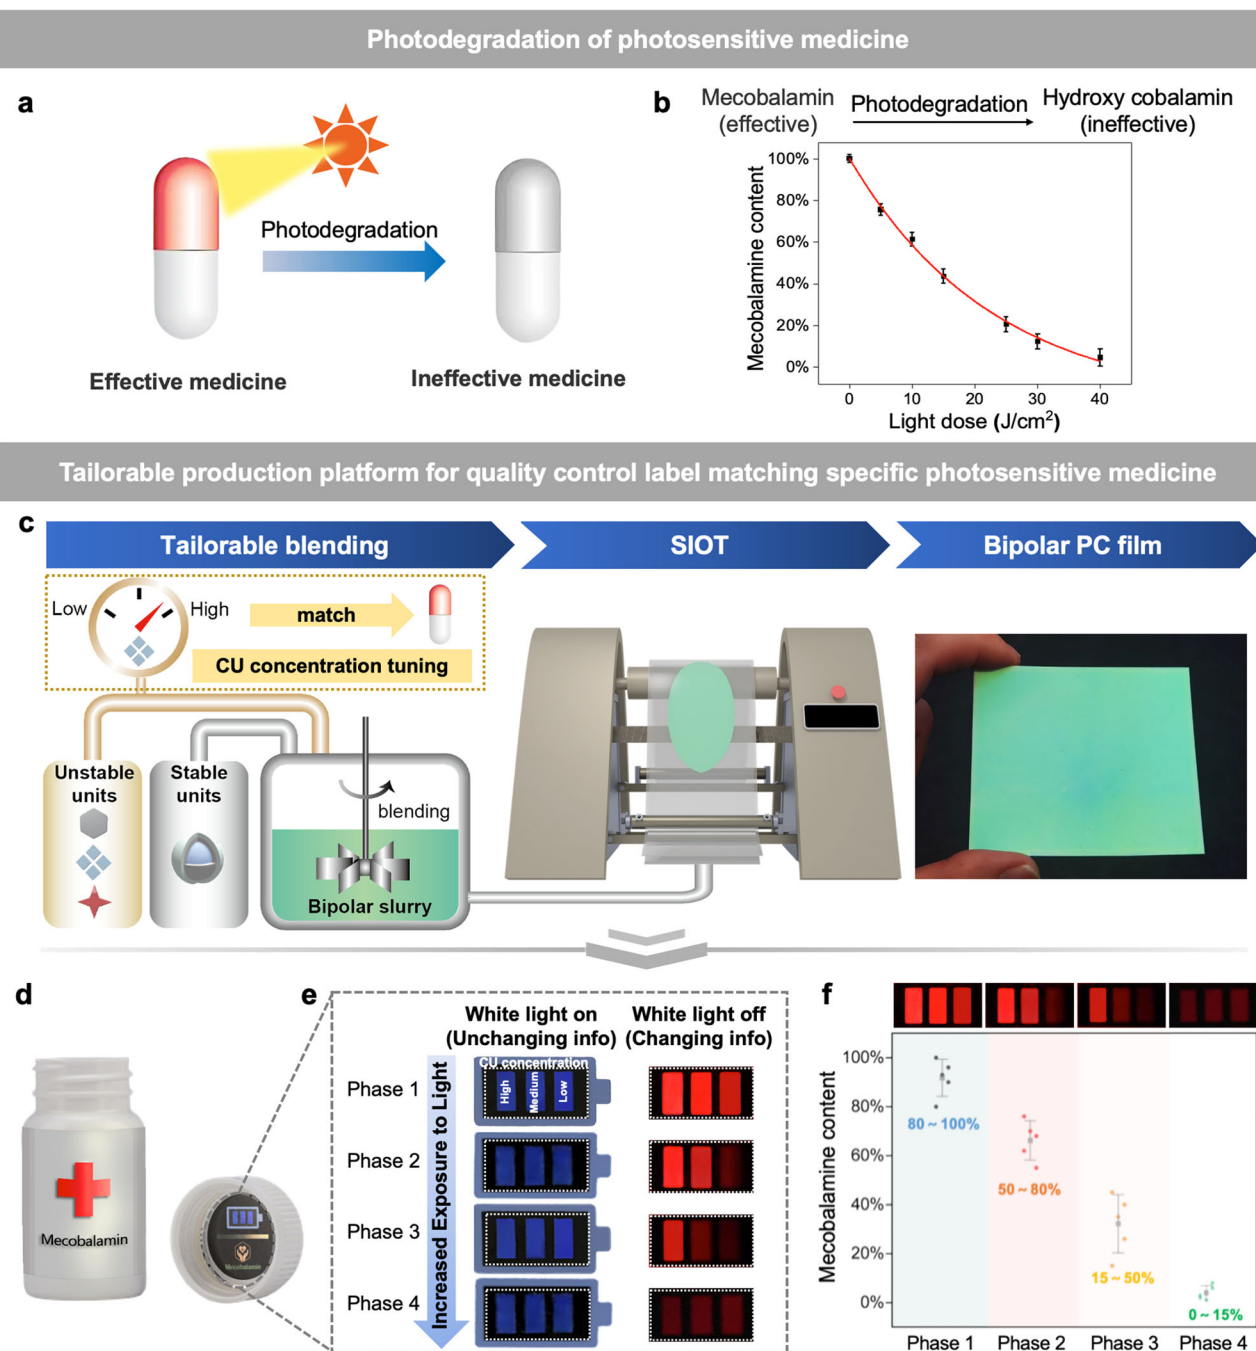 Photodegradation of photosensitive medicine
a
Photodegradation
Effective medicine
Ineffective medicine
b
Mecobalamin
(effective)
Photodegradation
Hydroxy cobalamin
(ineffective)
Mecobalamine content
100%
80%
60%
40%
20%
0%
0
10
20
30
40
Light dose (J/cm²)
Tailorable production platform for quality control label matching specific photosensitive medicine
c
Tailorable blending
SIOT
Bipolar PC film
Low
High
match
CU concentration tuning
Unstable
units
Stable
units
blending
Bipolar slurry
d
Mecobalamin
Mecobalamin
e
White light on
(Unchanging info)
White light off
(Changing info)
Increased Exposure to Light
CU concentration
High
Medium
Low
Phase 1
Phase 2
Phase 3
Phase 4
f
Mecobalamine content
100%
80%
60%
40%
20%
0%
80 ~ 100%
50 ~ 80%
15 ~ 50%
0 ~ 15%
Phase 1
Phase 2
Phase 3
Phase 4